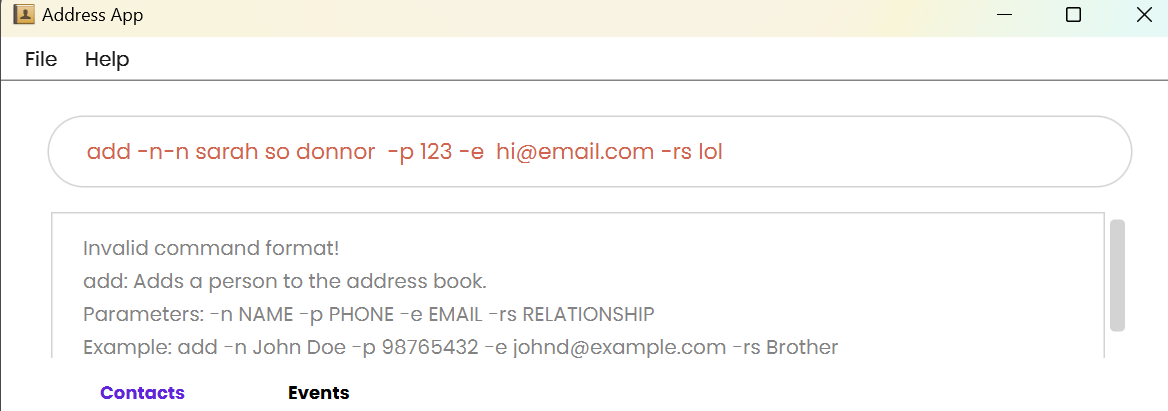 Address App
File Help
add -n-n sarah so donnor  -p 123 -e  hi@email.com -rs lol
Invalid command format!
add: Adds a person to the address book.
Parameters: -n NAME -p PHONE -e EMAIL -rs RELATIONSHIP
Example: add -n John Doe -p 98765432 -e johnd@example.com -rs Brother
Contacts Events